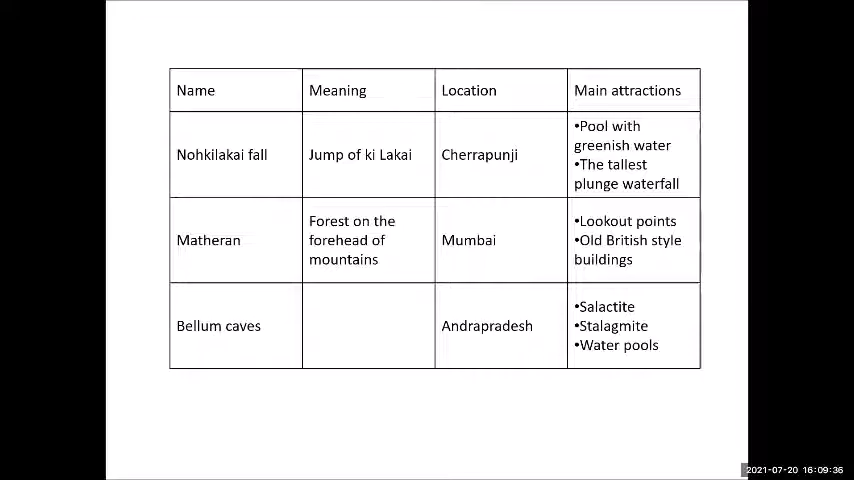 Name Meaning Location Main attractions
Nohkilakai fall Jump of ki Lakai Cherrapunji •Pool with
greenish water
•The tallest
plunge waterfall
Matheran Forest on the
forehead of
mountains Mumbai •Lookout points
•Old British style
buildings
Bellum caves Andrapradesh •Salactite
•Stalagmite
•Water pools
2021-07-20 16:09:36